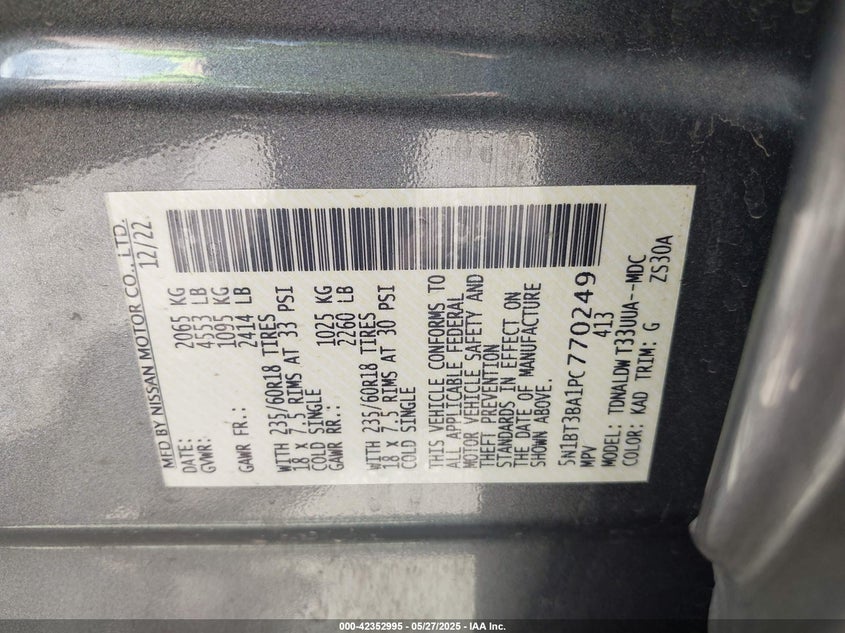 MFD BY NISSAN MOTOR CO., LTD.
DATE: 12/22
GVWR: 2065 KG
4553 LB
GAWR FR.: 1095 KG
2414 LB
WITH 235/60R18 TIRES
18 X 7.5 RIMS AT 33 PSI
COLD SINGLE
GAWR RR.: 1025 KG
2260 LB
WITH 235/60R18 TIRES
18 X 7.5 RIMS AT 30 PSI
COLD SINGLE
THIS VEHICLE CONFORMS TO
ALL APPLICABLE FEDERAL
MOTOR VEHICLE SAFETY AND
THEFT PREVENTION
STANDARDS IN EFFECT ON
THE DATE OF MANUFACTURE
SHOWN ABOVE.
5N1BT3BA1PC770249
MPV 413
MODEL: TDNALDWT33UUA--MDC
COLOR: KAD TRIM: G ZS30A
000-42352995 — 05/27/2025 — IAA Inc.